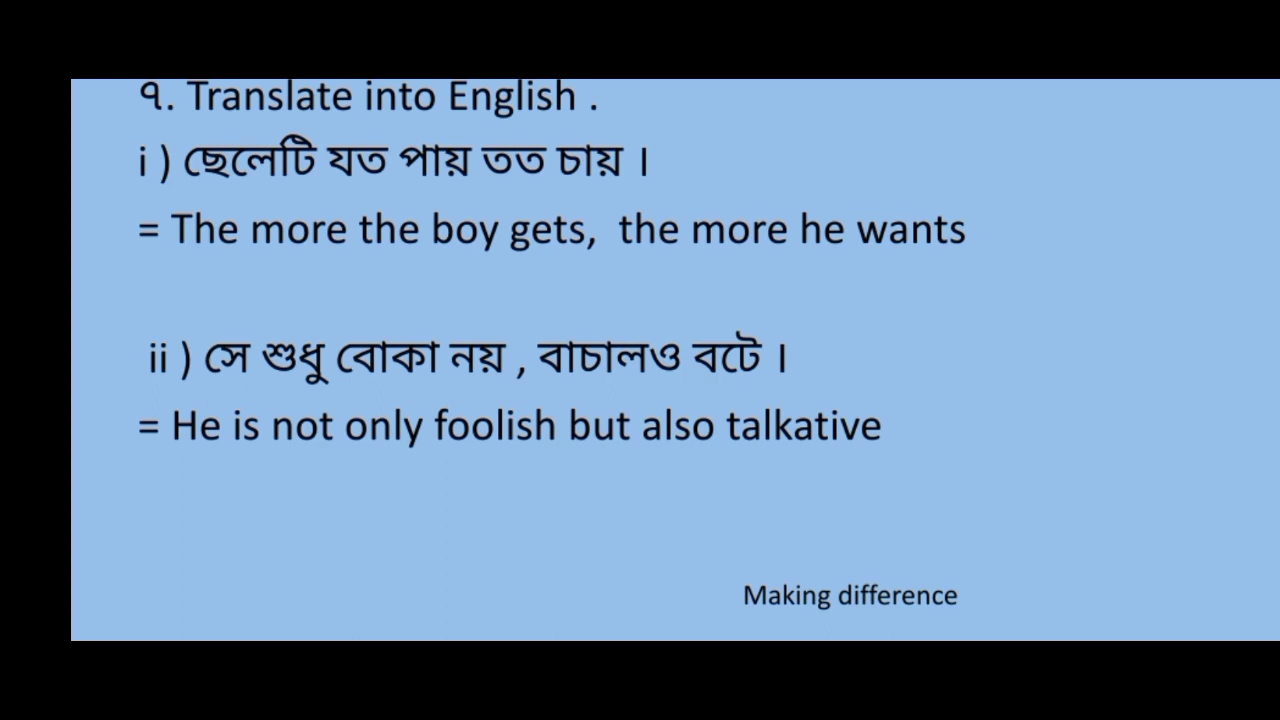 ৭. Translate into English .
i ) ছেলেটি যত পায় তত চায় ।
= The more the boy gets,  the more he wants
ii ) সে শুধু বোকা নয় , বাচালও বটে ।
= He is not only foolish but also talkative
Making difference